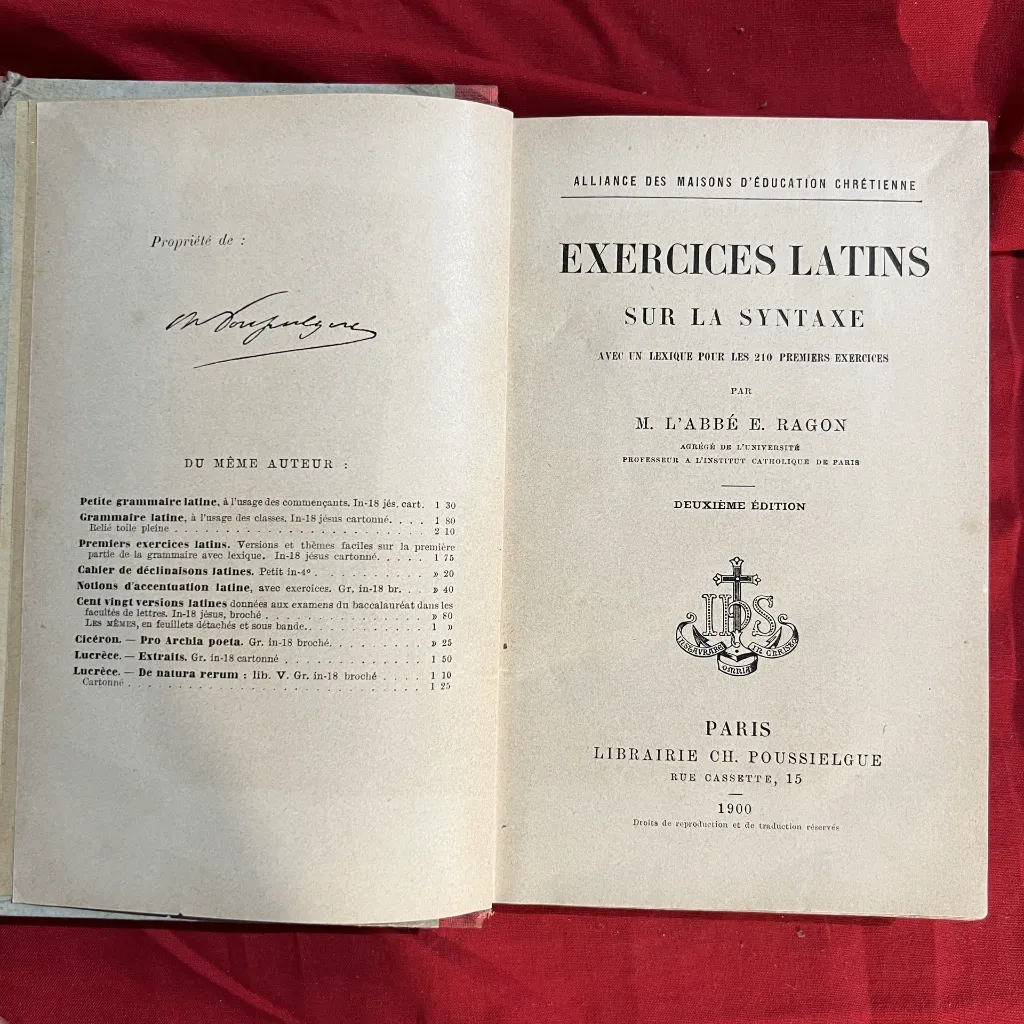 Propriété de :
DU MÊME AUTEUR :
Petite grammaire latine, à l'usage des commençants. In-18 jés. cart. 1 30
Grammaire latine, à l'usage des classes. In-18 jésus cartonné. . . . 1 80
Relié toile pleine . . . . . . . . . . . . . . . . . . . . 2 10
Premiers exercices latins. Versions et thèmes faciles sur la première
partie de la grammaire avec lexique. In-18 jésus cartonné. . . . . 1 75
Cahier de déclinaisons latines. Petit in-4° . . . . . . . . . . » 20
Notions d'accentuation latine, avec exercices. Gr. in-18 br. . . . » 40
Cent vingt versions latines données aux examens du baccalauréat dans les
facultés de lettres. In-18 jésus, broché . . . . . . . . . . . . . » 80
LES MÊMES, en feuillets détachés et sous bande. . . . . . . . . . 1 »
Cicéron. — Pro Archia poeta. Gr. in-18 broché. . . . . . . . . » 25
Lucrèce. — Extraits. Gr. in-18 cartonné . . . . . . . . . . . . 1 50
Lucrèce. — De natura rerum : lib. V. Gr. in-18 broché . . . . 1 10
Cartonné . . . . . . . . . . . . . . . . . . . . . . . . 1 25
ALLIANCE DES MAISONS D'ÉDUCATION CHRÉTIENNE
EXERCICES LATINS
SUR LA SYNTAXE
AVEC UN LEXIQUE POUR LES 210 PREMIERS EXERCICES
PAR
M. L'ABBÉ E. RAGON
AGRÉGÉ DE L'UNIVERSITÉ
PROFESSEUR A L'INSTITUT CATHOLIQUE DE PARIS
DEUXIÈME ÉDITION
IHS
INSTAURARE OMNIA IN CHRISTO
PARIS
LIBRAIRIE CH. POUSSIELGUE
RUE CASSETTE, 15
1900
Droits de reproduction et de traduction réservés